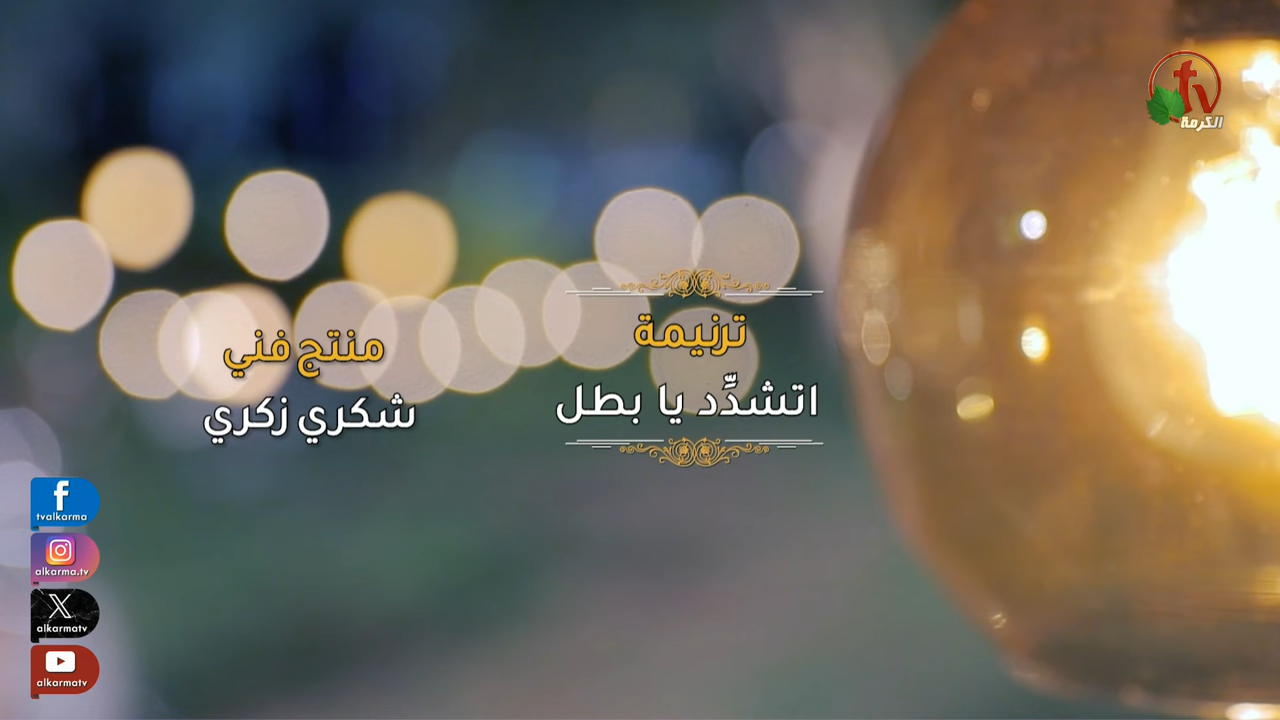 tv
الكرمة
ترنيمة
اتشدِّد يا بطل
منتج فني
شكري زكري
tvalkarma
alkarma.tv
alkarmatv
alkarmatv